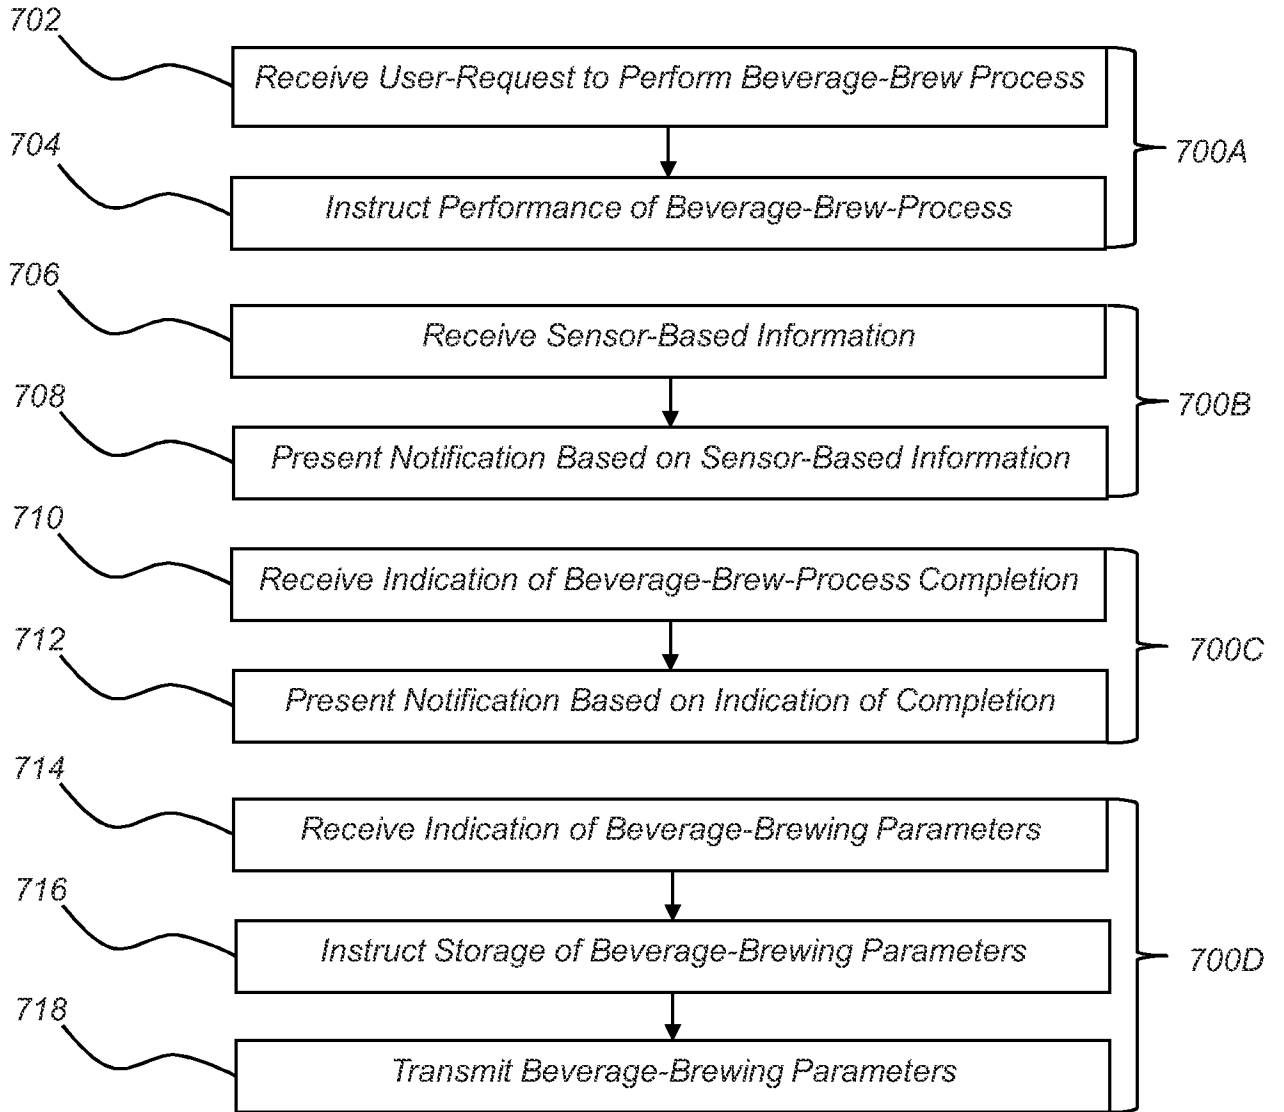 702
Receive User-Request to Perform Beverage-Brew Process
704
700A
Instruct Performance of Beverage-Brew-Process
706
Receive Sensor-Based Information
708
700B
Present Notification Based on Sensor-Based Information
710
Receive Indication of Beverage-Brew-Process Completion
712
700C
Present Notification Based on Indication of Completion
714
Receive Indication of Beverage-Brewing Parameters
716
Instruct Storage of Beverage-Brewing Parameters
700D
718
Transmit Beverage-Brewing Parameters